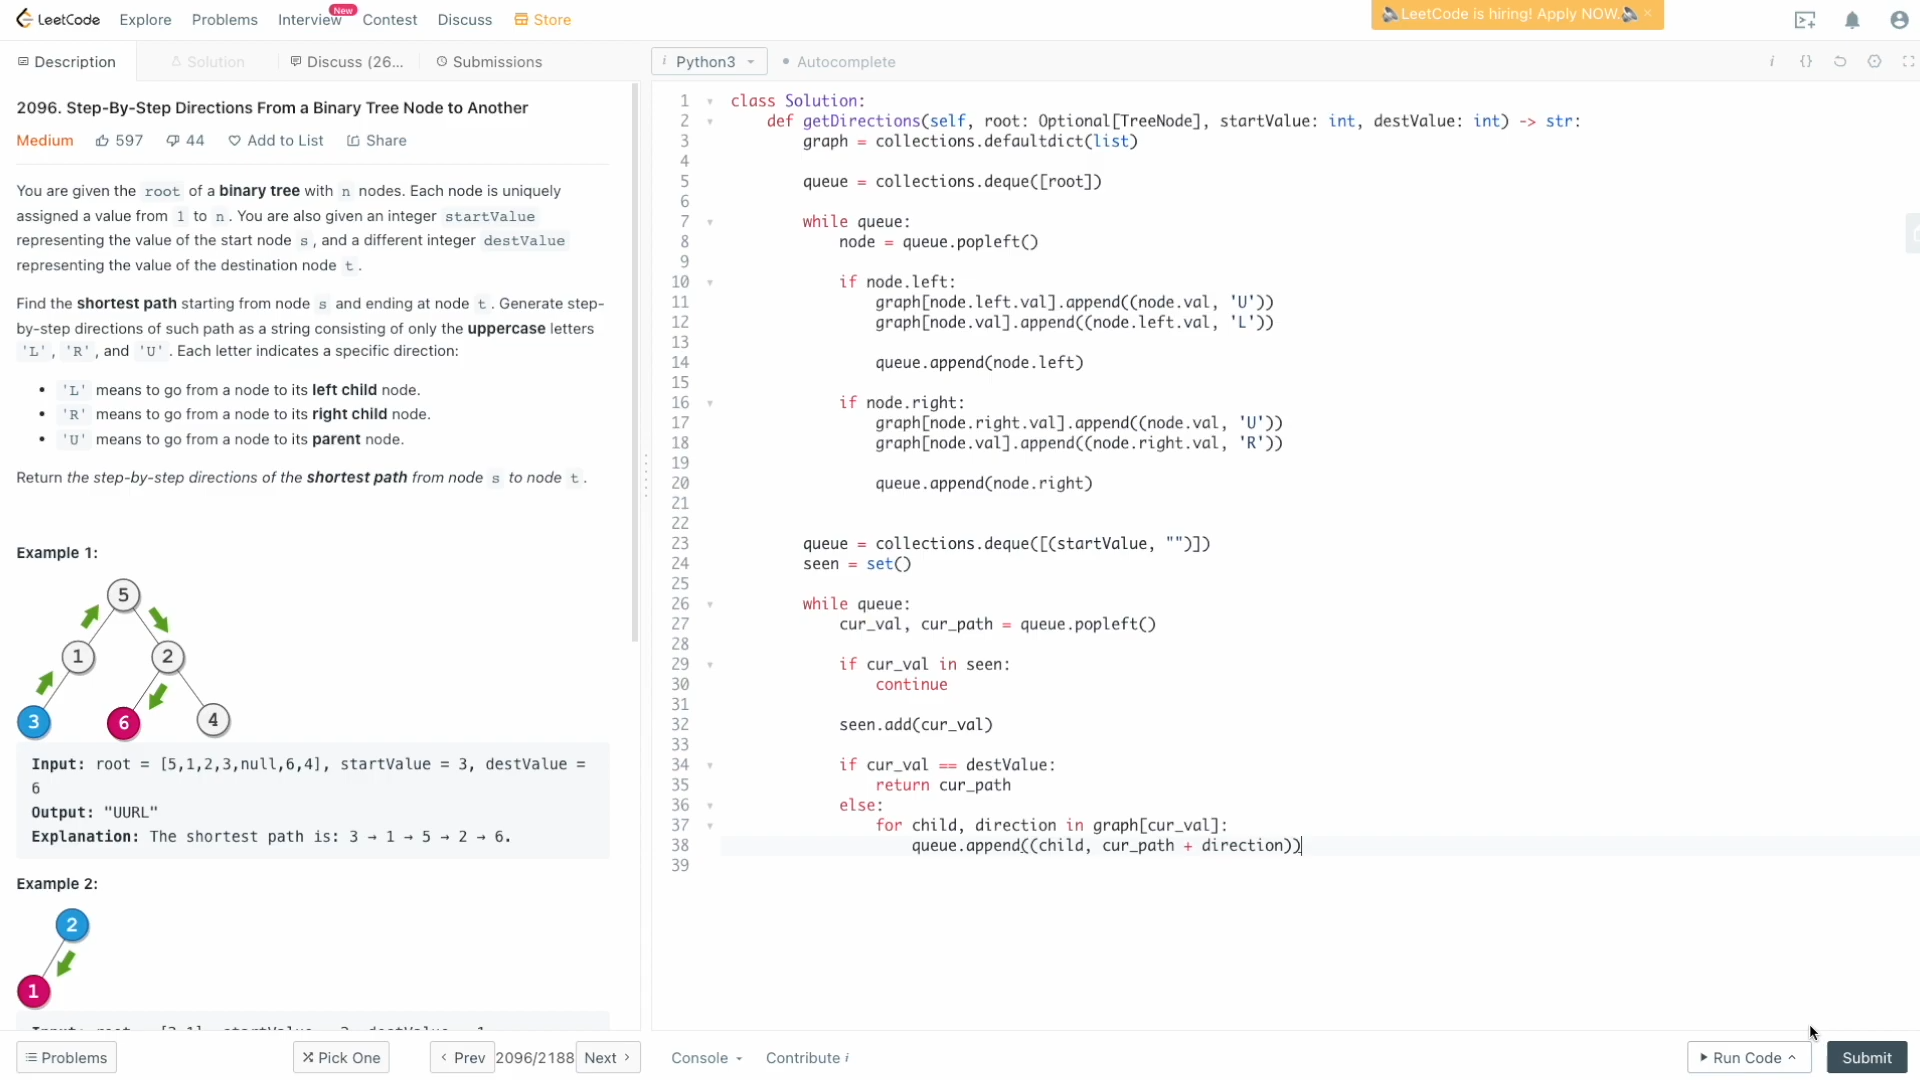 LeetCode Explore Problems Interview New Contest Discuss Store LeetCode is hiring! Apply NOW. ×
Description Solution Discuss (26... Submissions i Python3 • Autocomplete i {}
2096. Step-By-Step Directions From a Binary Tree Node to Another
Medium 597 44 Add to List Share
You are given the root of a binary tree with n nodes. Each node is uniquely
assigned a value from 1 to n. You are also given an integer startValue
representing the value of the start node s, and a different integer destValue
representing the value of the destination node t.
Find the shortest path starting from node s and ending at node t. Generate step-
by-step directions of such path as a string consisting of only the uppercase letters
'L', 'R', and 'U'. Each letter indicates a specific direction:
• 'L' means to go from a node to its left child node.
• 'R' means to go from a node to its right child node.
• 'U' means to go from a node to its parent node.
Return the step-by-step directions of the shortest path from node s to node t.
Example 1:
5
1 2
3 6 4
Input: root = [5,1,2,3,null,6,4], startValue = 3, destValue =
6
Output: "UURL"
Explanation: The shortest path is: 3 → 1 → 5 → 2 → 6.
Example 2:
2
1
1 class Solution:
2 def getDirections(self, root: Optional[TreeNode], startValue: int, destValue: int) -> str:
3 graph = collections.defaultdict(list)
4
5 queue = collections.deque([root])
6
7 while queue:
8 node = queue.popleft()
9
10 if node.left:
11 graph[node.left.val].append((node.val, 'U'))
12 graph[node.val].append((node.left.val, 'L'))
13
14 queue.append(node.left)
15
16 if node.right:
17 graph[node.right.val].append((node.val, 'U'))
18 graph[node.val].append((node.right.val, 'R'))
19
20 queue.append(node.right)
21
22
23 queue = collections.deque([(startValue, "")])
24 seen = set()
25
26 while queue:
27 cur_val, cur_path = queue.popleft()
28
29 if cur_val in seen:
30 continue
31
32 seen.add(cur_val)
33
34 if cur_val == destValue:
35 return cur_path
36 else:
37 for child, direction in graph[cur_val]:
38 queue.append((child, cur_path + direction))
39
Problems Pick One Prev 2096/2188 Next Console Contribute i Run Code Submit